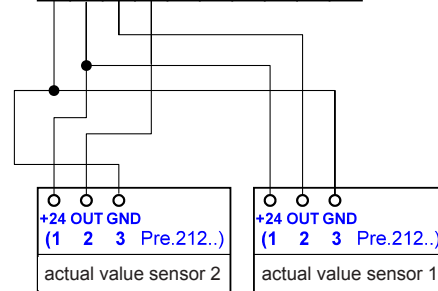 +24 OUT GND
(1 2 3 Pre.212..)
actual value sensor 2
+24 OUT GND
(1 2 3 Pre.212..)
actual value sensor 1